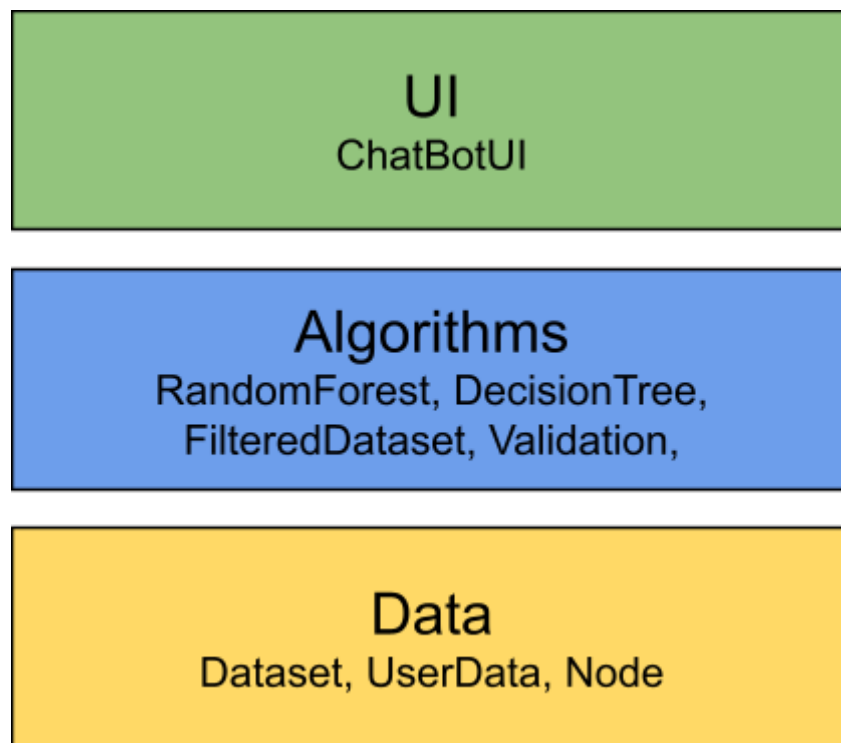 UI
ChatBotUI
Algorithms
RandomForest, DecisionTree,
FilteredDataset, Validation,
Data
Dataset, UserData, Node